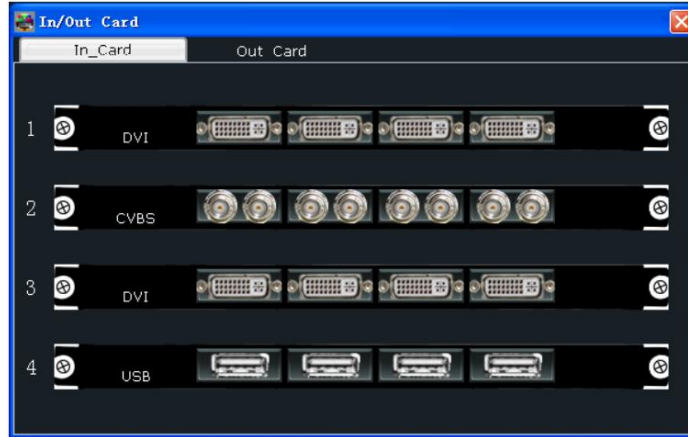 In/Out Card
In_Card Out Card
1 DVI
2 CVBS
3 DVI
4 USB